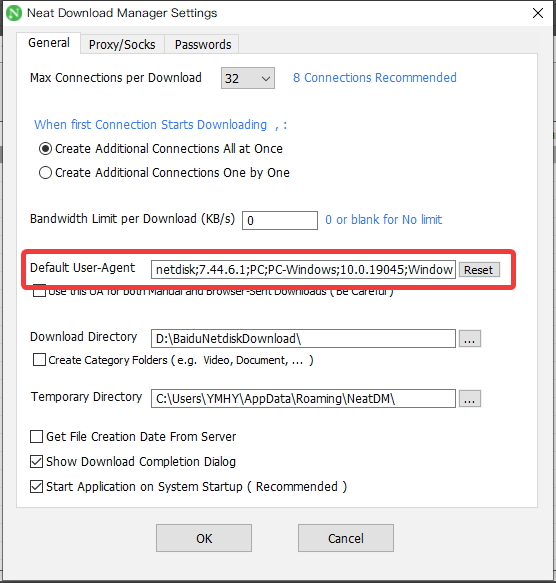 Neat Download Manager Settings
General Proxy/Socks Passwords
Max Connections per Download 32 8 Connections Recommended
When first Connection Starts Downloading , :
Create Additional Connections All at Once
Create Additional Connections One by One
Bandwidth Limit per Download (KB/s) 0 0 or blank for No limit
Default User-Agent netdisk;7.44.6.1;PC;PC-Windows;10.0.19045;Window Reset
Use this UA for both Manual and Browser-Sent Downloads ( Be Careful )
Download Directory D:\BaiduNetdiskDownload\ ...
Create Category Folders ( e.g. Video, Document, ... )
Temporary Directory C:\Users\YMHY\AppData\Roaming\NeatDM\ ...
Get File Creation Date From Server
Show Download Completion Dialog
Start Application on System Startup ( Recommended )
OK Cancel